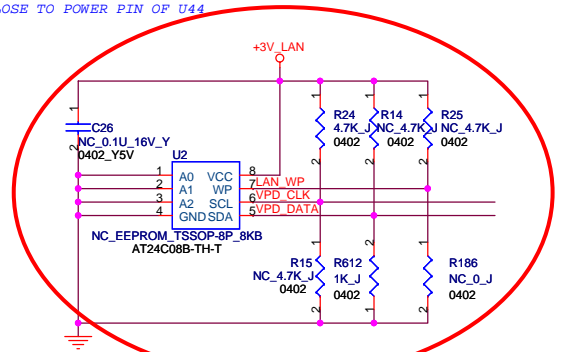 LOSE TO POWER PIN OF U44
+3V_LAN
1
C26
NC_0.1U_16V_Y
0402_Y5V
2
1
R24
4.7K_J
0402
2
1
R14
NC_4.7K_J
0402
2
1
R25
NC_4.7K_J
0402
2
U2
1 A0 VCC 8
2 A1 WP 7 LAN_WP
3 A2 SCL 6 VPD_CLK
4 GND SDA 5 VPD_DATA
NC_EEPROM_TSSOP-8P_8KB
AT24C08B-TH-T
1
R15
NC_4.7K_J
0402
2
2
R612
1K_J
0402
1
1
R186
NC_0_J
0402
2